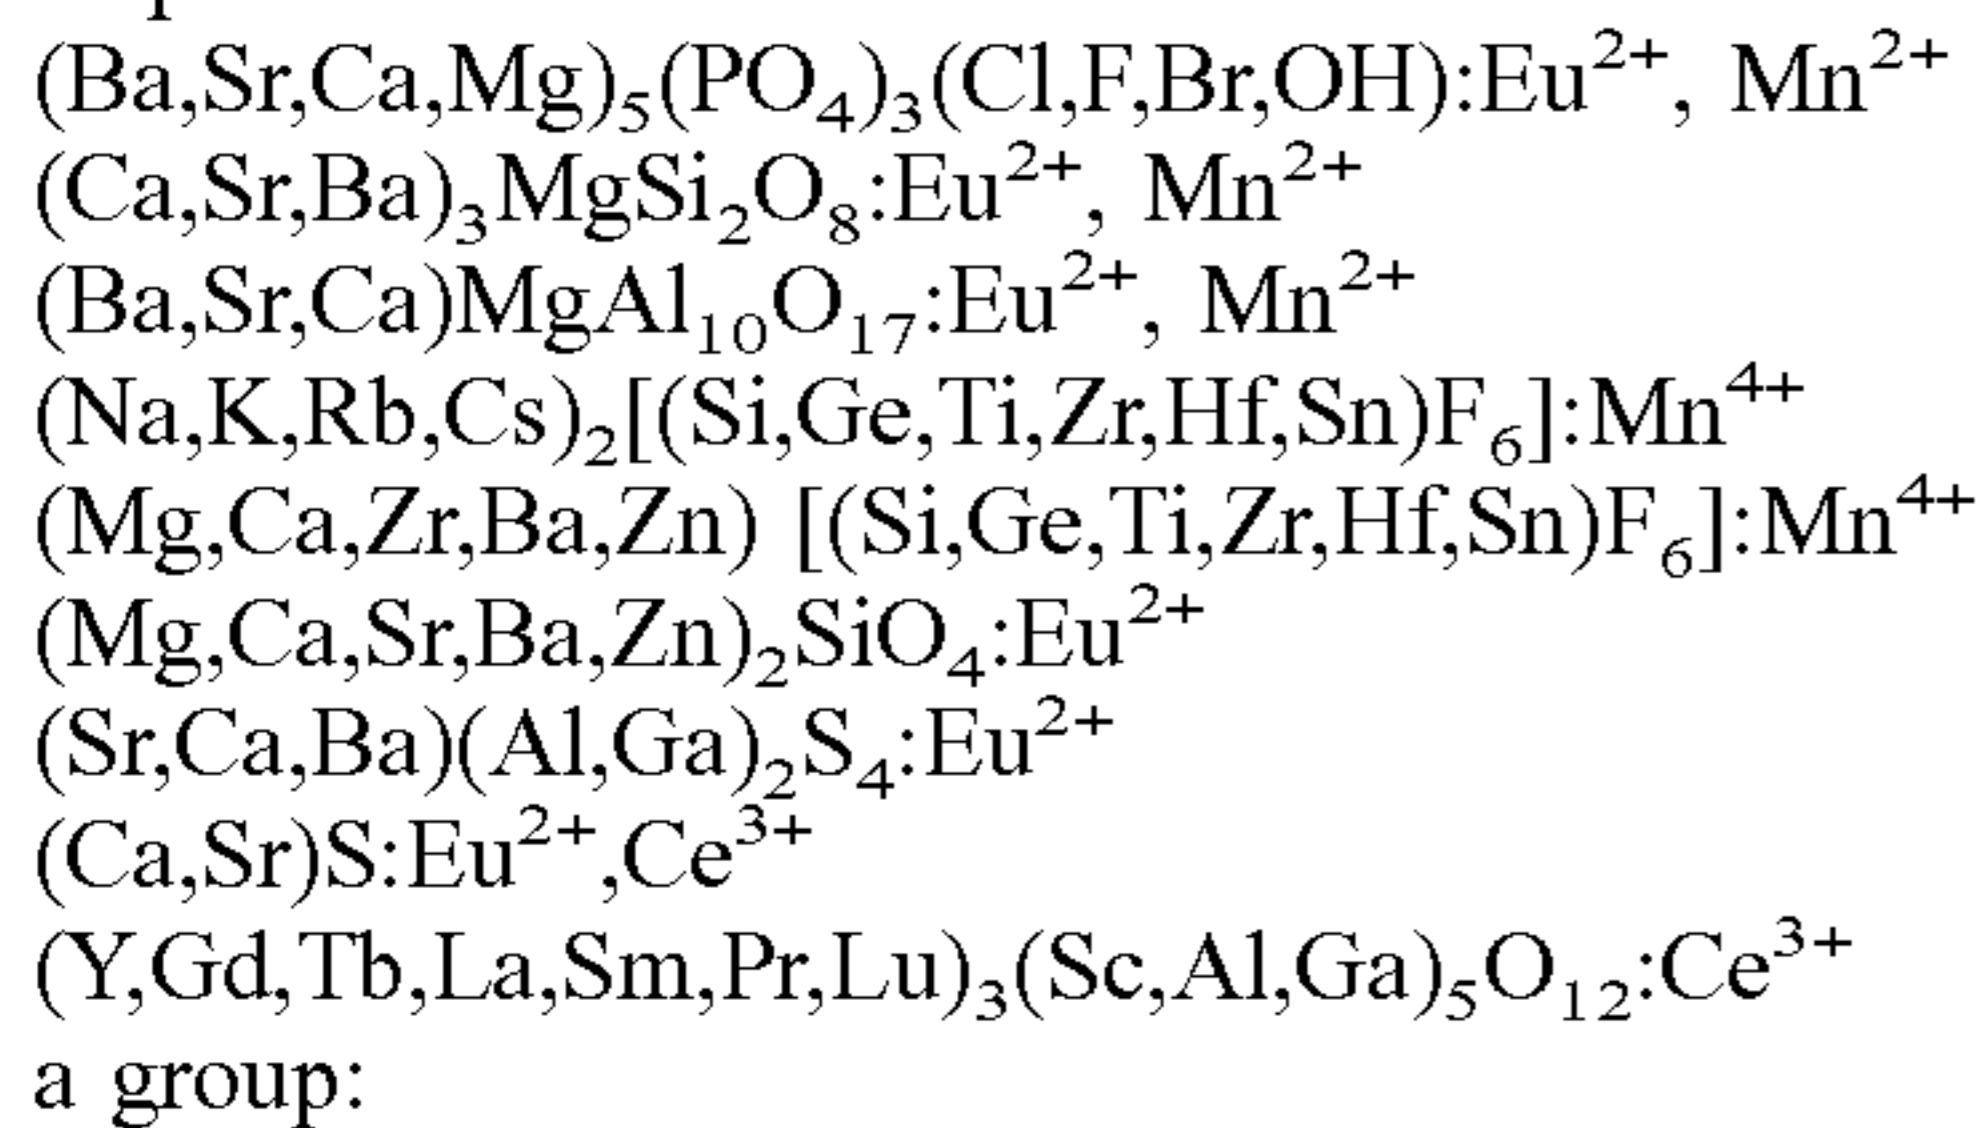 (Ba,Sr,Ca,Mg)₅(PO₄)₃(Cl,F,Br,OH):Eu²⁺, Mn²⁺
(Ca,Sr,Ba)₃MgSi₂O₈:Eu²⁺, Mn²⁺
(Ba,Sr,Ca)MgAl₁₀O₁₇:Eu²⁺, Mn²⁺
(Na,K,Rb,Cs)₂[(Si,Ge,Ti,Zr,Hf,Sn)F₆]:Mn⁴⁺
(Mg,Ca,Zr,Ba,Zn) [(Si,Ge,Ti,Zr,Hf,Sn)F₆]:Mn⁴⁺
(Mg,Ca,Sr,Ba,Zn)₂SiO₄:Eu²⁺
(Sr,Ca,Ba)(Al,Ga)₂S₄:Eu²⁺
(Ca,Sr)S:Eu²⁺,Ce³⁺
(Y,Gd,Tb,La,Sm,Pr,Lu)₃(Sc,Al,Ga)₅O₁₂:Ce³⁺
a group: